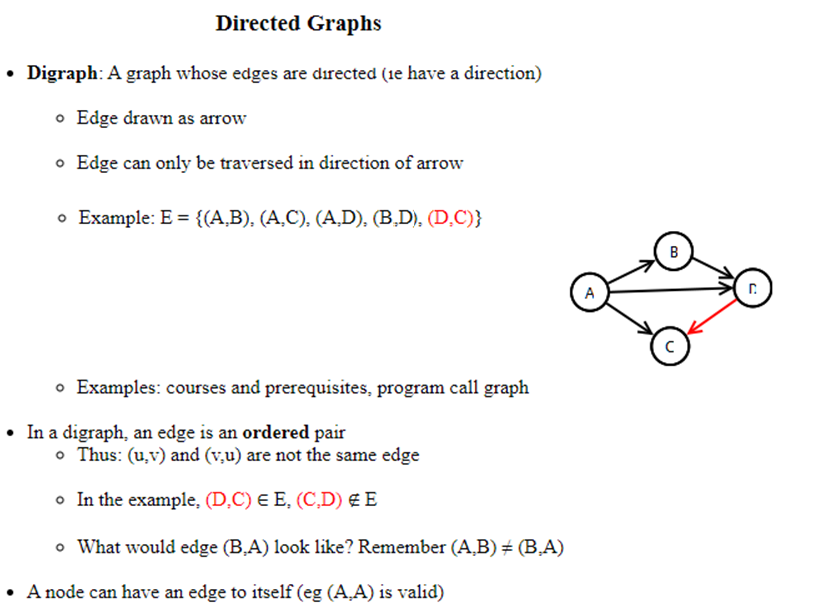 Directed Graphs
• Digraph: A graph whose edges are directed (ie have a direction)
○ Edge drawn as arrow
○ Edge can only be traversed in direction of arrow
○ Example: E = {(A,B), (A,C), (A,D), (B,D), (D,C)}
B
A
C
○ Examples: courses and prerequisites, program call graph
• In a digraph, an edge is an ordered pair
○ Thus: (u,v) and (v,u) are not the same edge
○ In the example, (D,C) ∈ E, (C,D) ∉ E
○ What would edge (B,A) look like? Remember (A,B) ≠ (B,A)
• A node can have an edge to itself (eg (A,A) is valid)